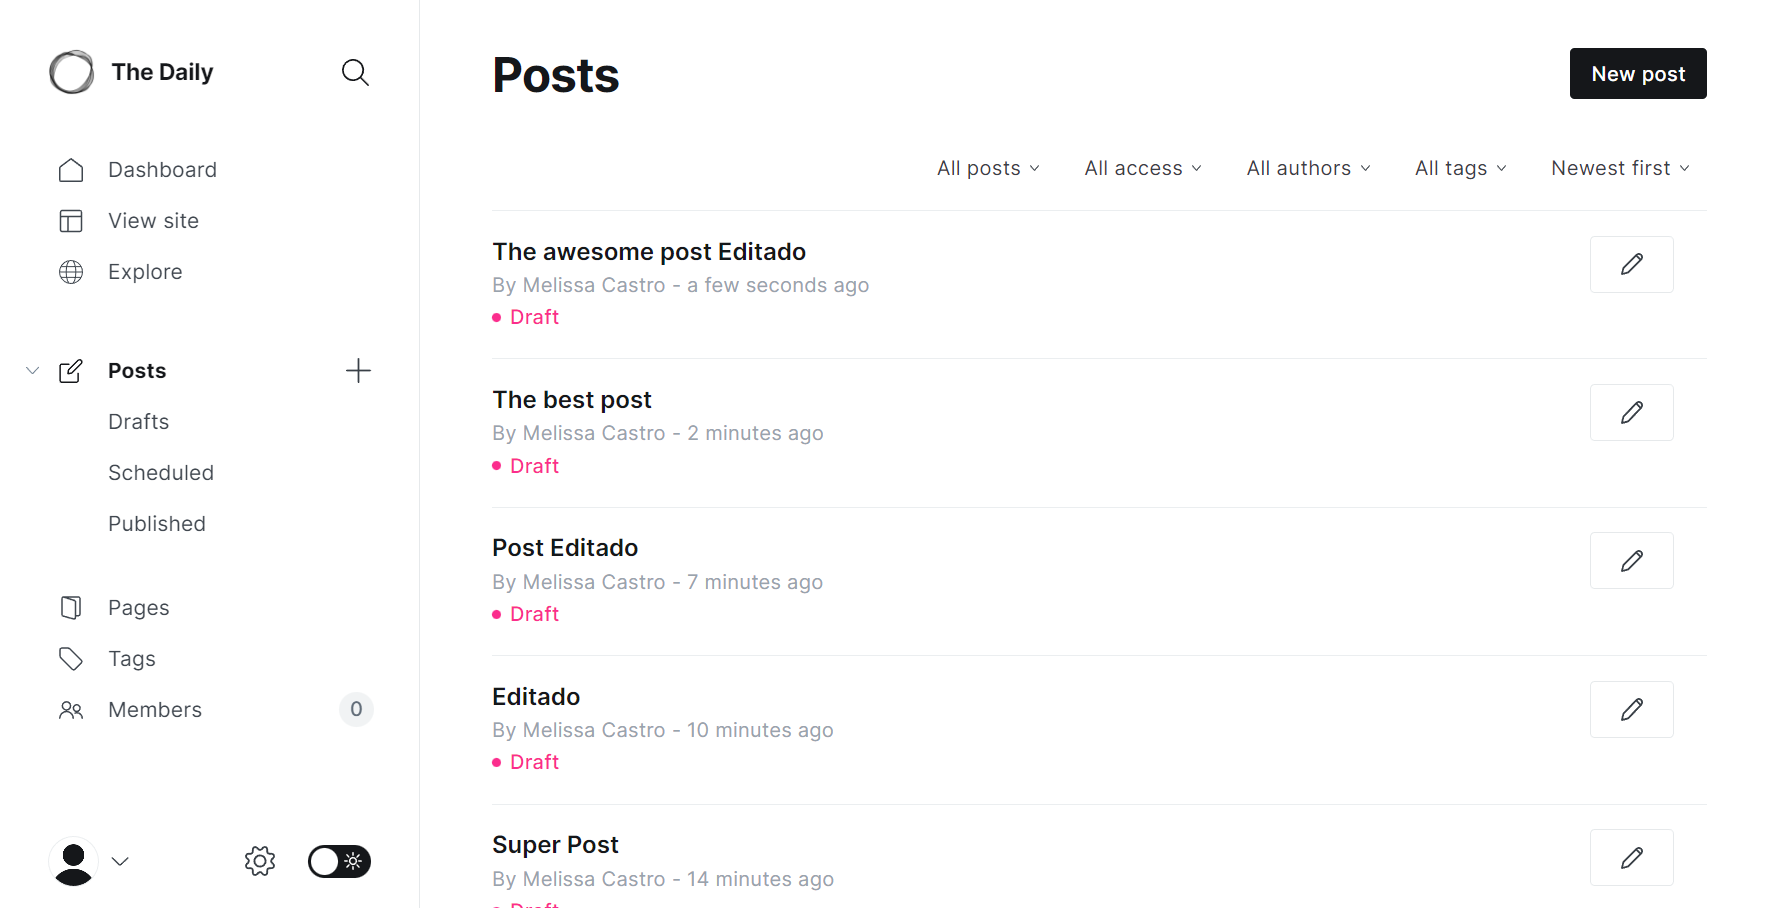 The Daily
Dashboard
View site
Explore
Posts
Drafts
Scheduled
Published
Pages
Tags
Members 0
Posts
New post
All posts All access All authors All tags Newest first
The awesome post Editado
By Melissa Castro - a few seconds ago
Draft
The best post
By Melissa Castro - 2 minutes ago
Draft
Post Editado
By Melissa Castro - 7 minutes ago
Draft
Editado
By Melissa Castro - 10 minutes ago
Draft
Super Post
By Melissa Castro - 14 minutes ago
Draft